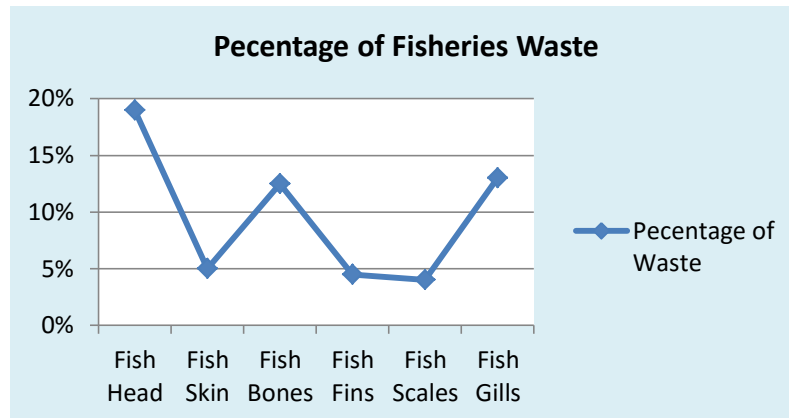 Pecentage of Fisheries Waste
20%
15%
10%
5%
0%
Fish Head
Fish Skin
Fish Bones
Fish Fins
Fish Scales
Fish Gills
Pecentage of
Waste